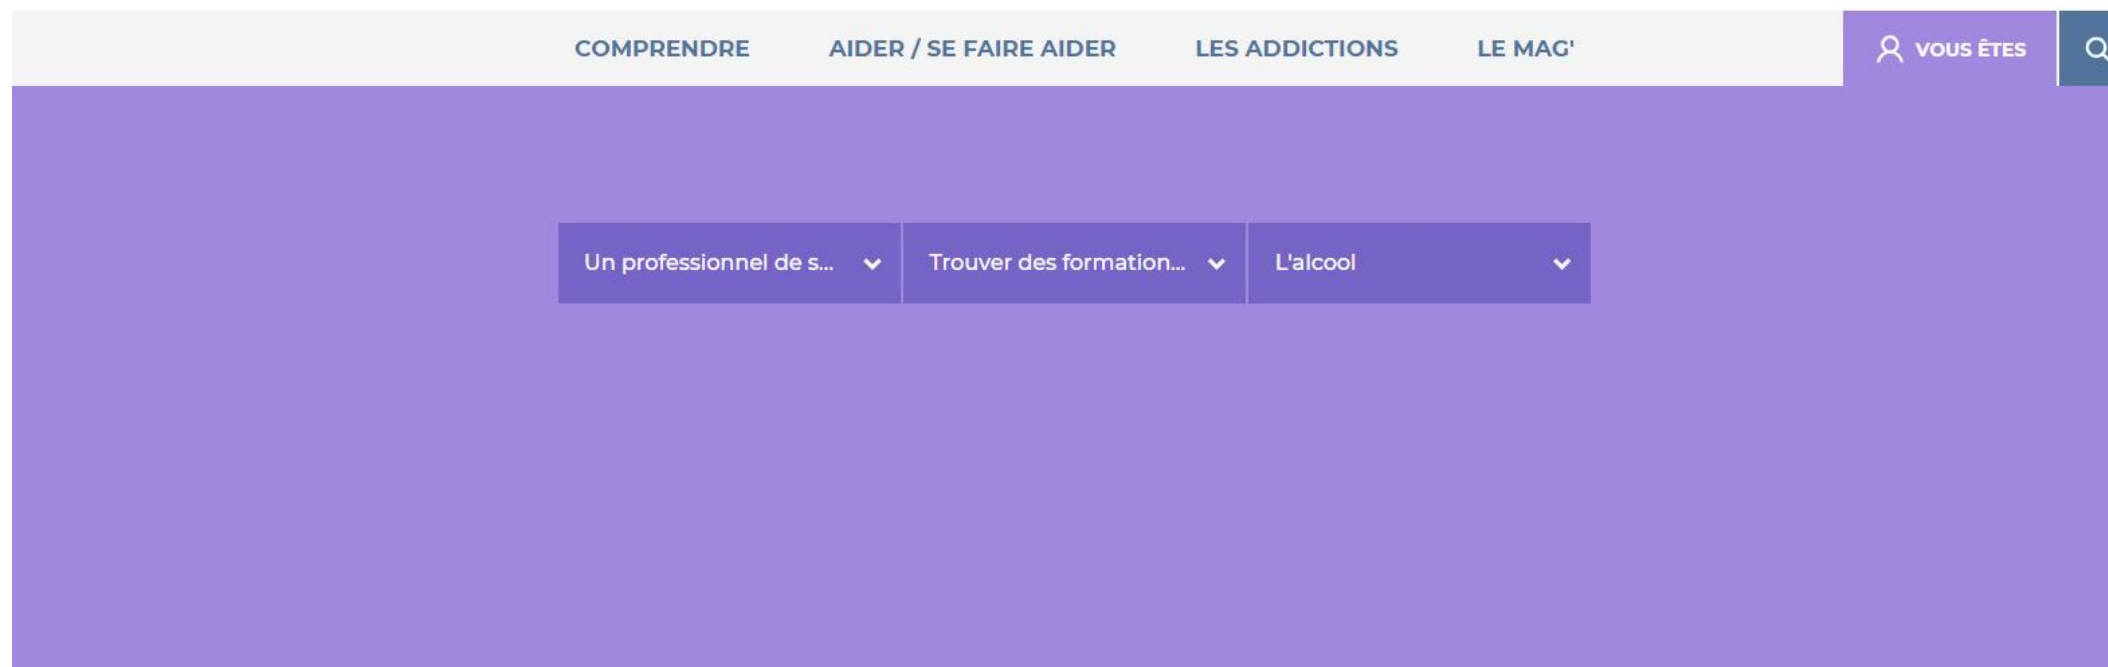 COMPRENDRE AIDER / SE FAIRE AIDER LES ADDICTIONS LE MAG' VOUS ÊTES
Un professionnel de s... Trouver des formation... L'alcool